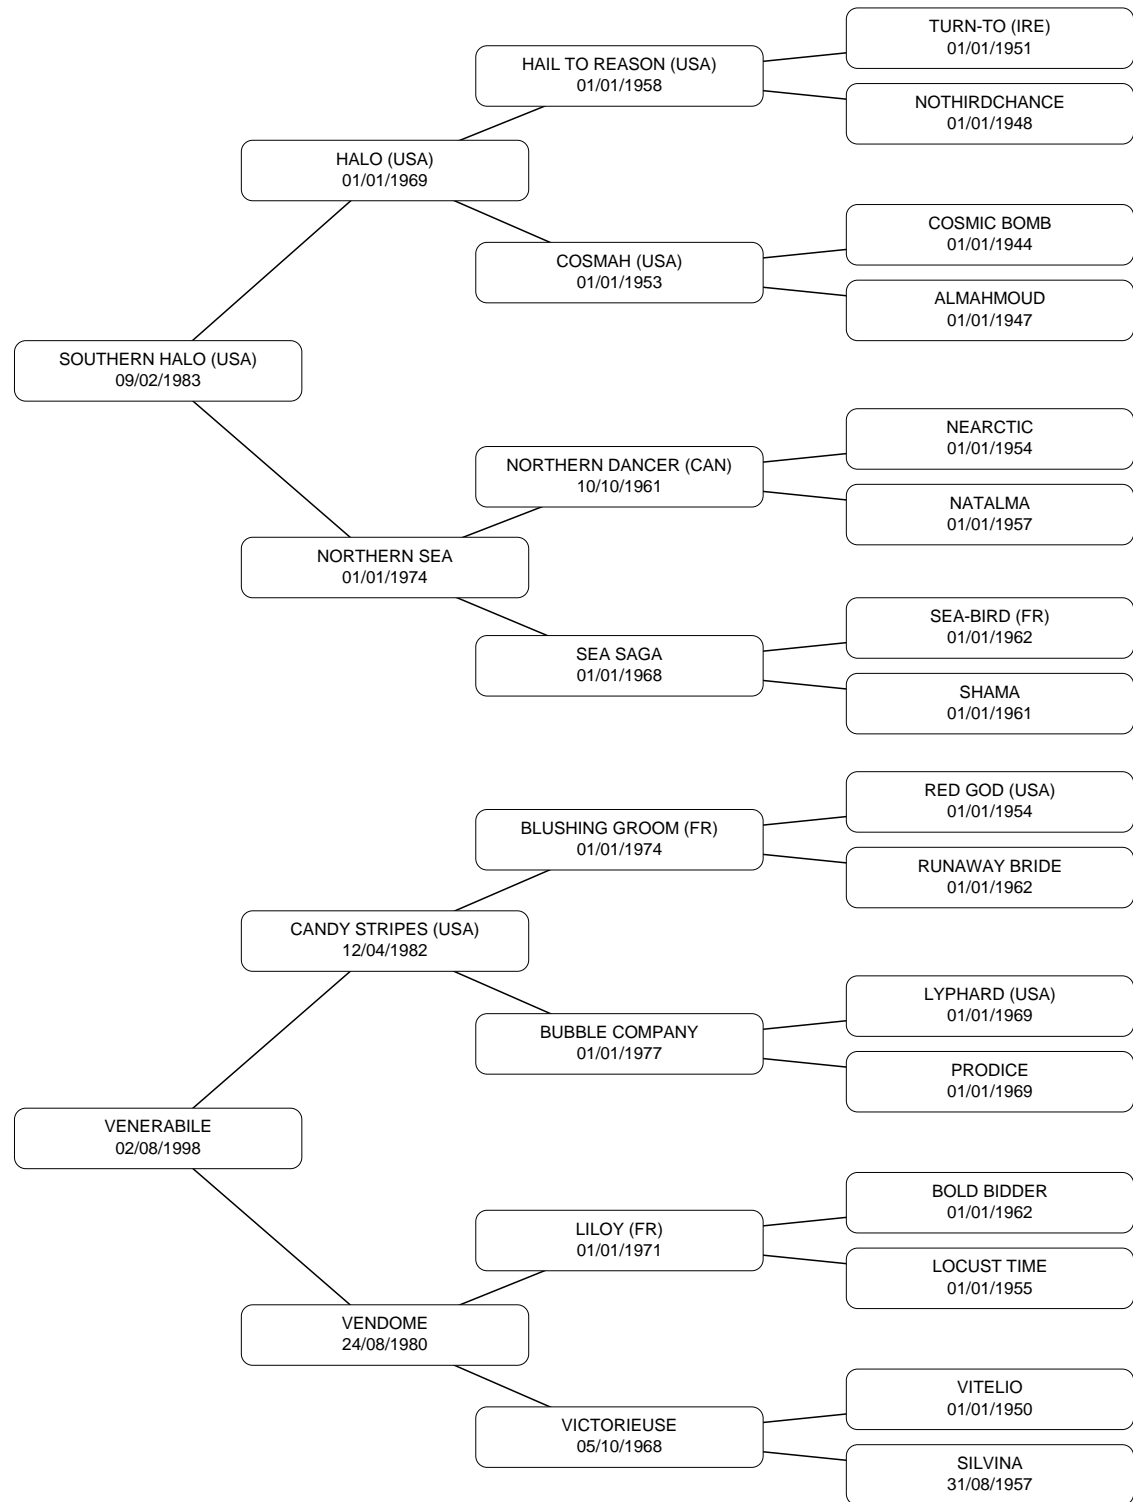 TURN-TO (IRE)
01/01/1951
HAIL TO REASON (USA)
01/01/1958
NOTHIRDCHANCE
01/01/1948
HALO (USA)
01/01/1969
COSMIC BOMB
01/01/1944
COSMAH (USA)
01/01/1953
ALMAHMOUD
01/01/1947
SOUTHERN HALO (USA)
09/02/1983
NEARCTIC
01/01/1954
NORTHERN DANCER (CAN)
10/10/1961
NATALMA
01/01/1957
NORTHERN SEA
01/01/1974
SEA-BIRD (FR)
01/01/1962
SEA SAGA
01/01/1968
SHAMA
01/01/1961
RED GOD (USA)
01/01/1954
BLUSHING GROOM (FR)
01/01/1974
RUNAWAY BRIDE
01/01/1962
CANDY STRIPES (USA)
12/04/1982
LYPHARD (USA)
01/01/1969
BUBBLE COMPANY
01/01/1977
PRODICE
01/01/1969
VENERABILE
02/08/1998
BOLD BIDDER
01/01/1962
LILOY (FR)
01/01/1971
LOCUST TIME
01/01/1955
VENDOME
24/08/1980
VITELIO
01/01/1950
VICTORIEUSE
05/10/1968
SILVINA
31/08/1957